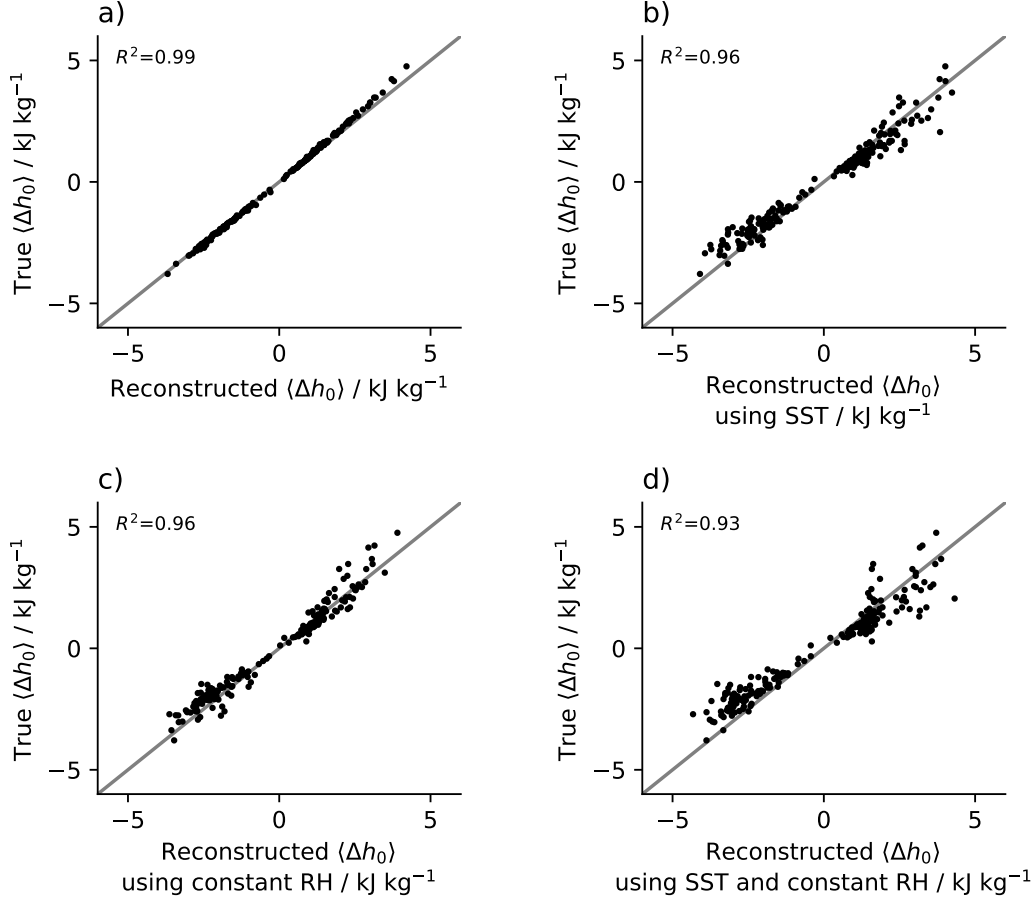 a)
R²=0.99
True ⟨Δh₀⟩ / kJ kg⁻¹
5
0
−5
−5 0 5
Reconstructed ⟨Δh₀⟩ / kJ kg⁻¹
b)
R²=0.96
True ⟨Δh₀⟩ / kJ kg⁻¹
5
0
−5
−5 0 5
Reconstructed ⟨Δh₀⟩
using SST / kJ kg⁻¹
c)
R²=0.96
True ⟨Δh₀⟩ / kJ kg⁻¹
5
0
−5
−5 0 5
Reconstructed ⟨Δh₀⟩
using constant RH / kJ kg⁻¹
d)
R²=0.93
True ⟨Δh₀⟩ / kJ kg⁻¹
5
0
−5
−5 0 5
Reconstructed ⟨Δh₀⟩
using SST and constant RH / kJ kg⁻¹